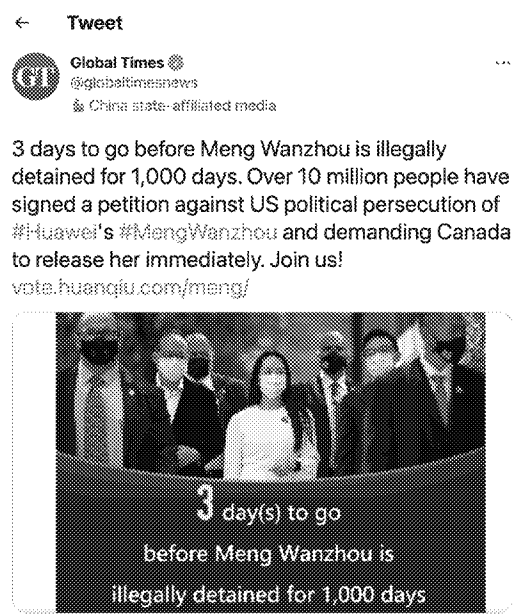 ← Tweet
Global Times
@globaltimesnews
China state-affiliated media
3 days to go before Meng Wanzhou is illegally
detained for 1,000 days. Over 10 million people have
signed a petition against US political persecution of
#Huawei's #MengWanzhou and demanding Canada
to release her immediately. Join us!
vote.huanqiu.com/meng/
GT
3 day(s) to go
before Meng Wanzhou is
illegally detained for 1,000 days